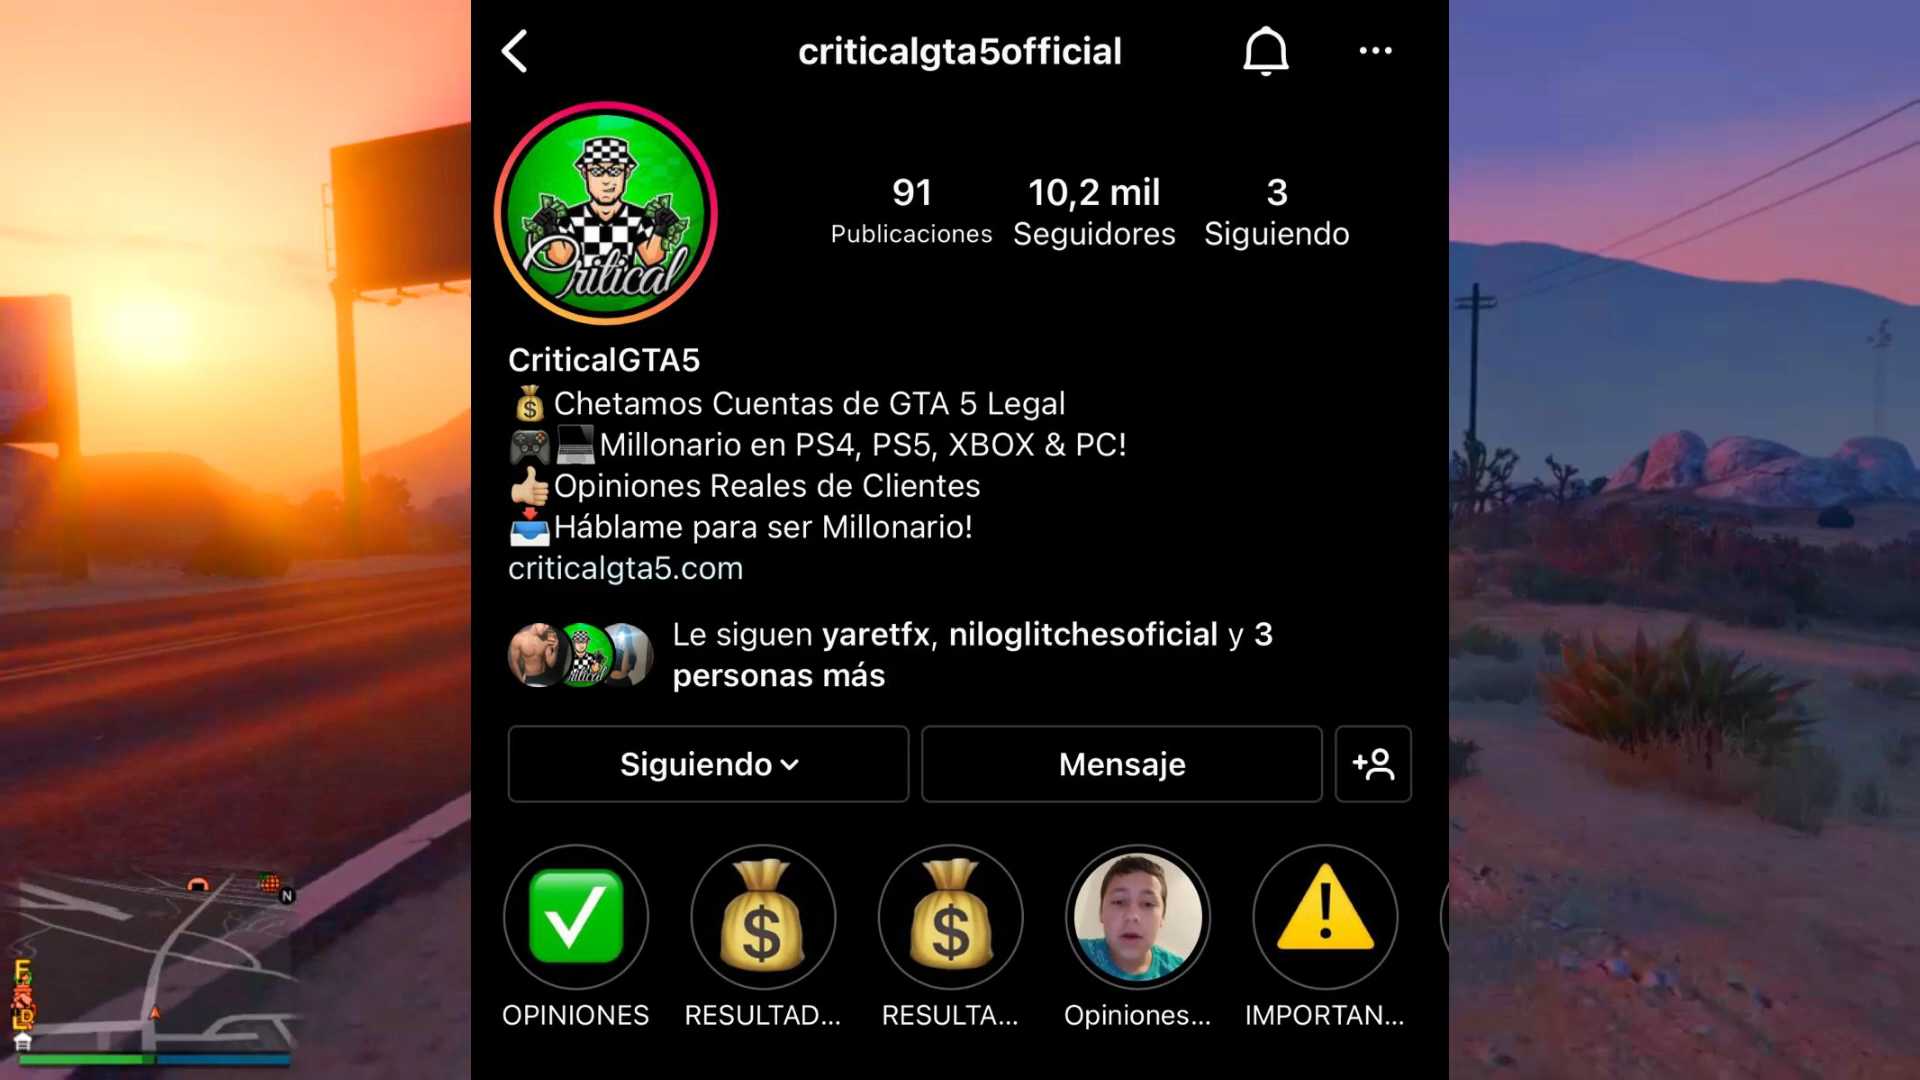 criticalgta5official
Critical
91
Publicaciones
10,2 mil
Seguidores
3
Siguiendo
CriticalGTA5
💰Chetamos Cuentas de GTA 5 Legal
🎮💻Millonario en PS4, PS5, XBOX & PC!
👍🏼Opiniones Reales de Clientes
📥Háblame para ser Millonario!
criticalgta5.com
Le siguen yaretfx, niloglitchesoficial y 3
personas más
Siguiendo
Mensaje
OPINIONES
RESULTAD...
RESULTA...
Opiniones...
IMPORTAN...
N